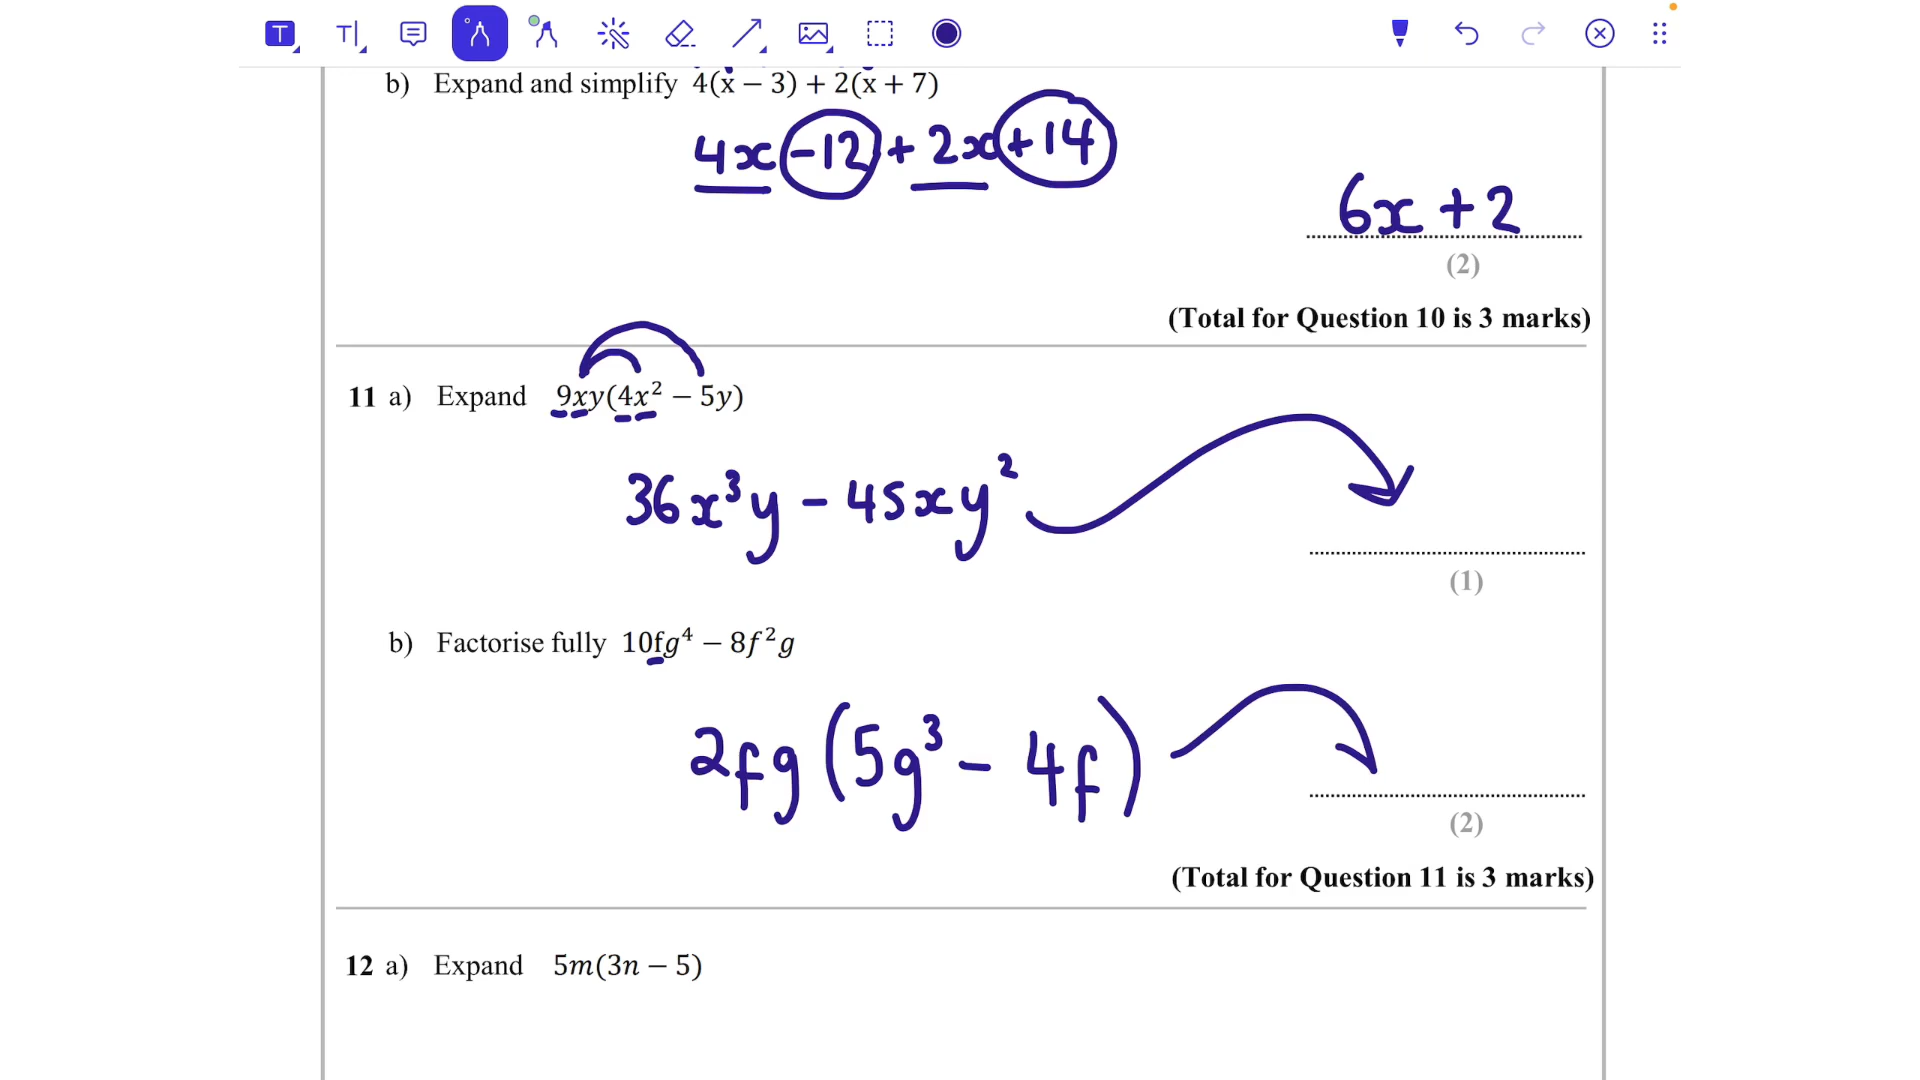 T T|
b) Expand and simplify 4(x − 3) + 2(x + 7)
4x −12 + 2x + 14
6x + 2
(2)
(Total for Question 10 is 3 marks)
11 a) Expand 9xy(4x² − 5y)
36x³y − 45xy²
(1)
b) Factorise fully 10fg⁴ − 8f²g
2fg(5g³ − 4f)
(2)
(Total for Question 11 is 3 marks)
12 a) Expand 5m(3n − 5)